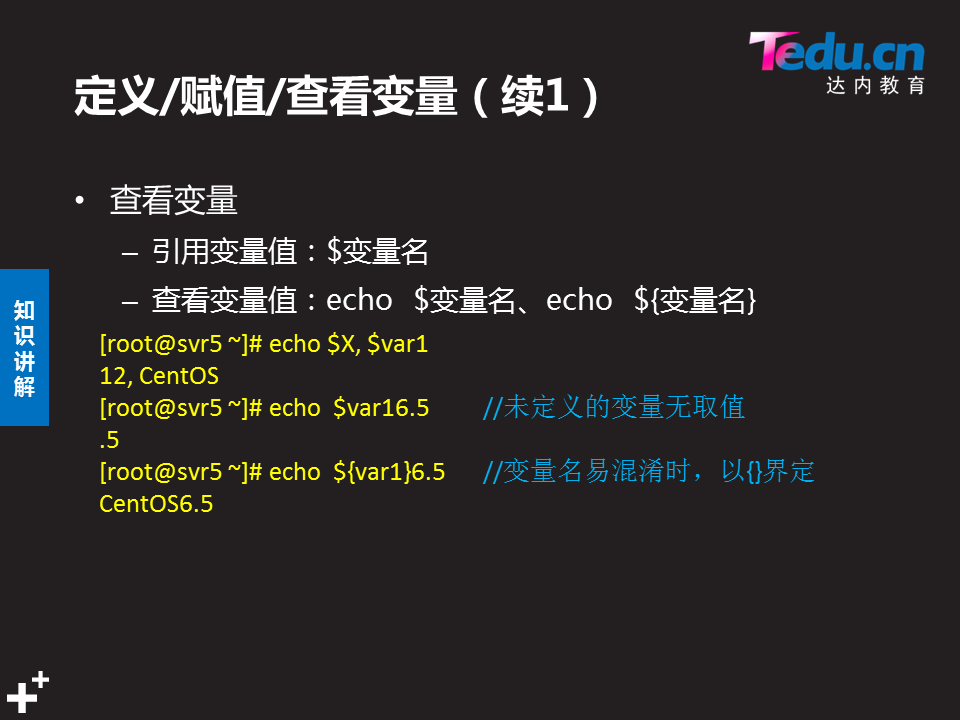 Tedu.cn
达内教育
定义/赋值/查看变量（续1）
• 查看变量
– 引用变量值：$变量名
– 查看变量值：echo $变量名、echo ${变量名}
知识讲解
[root@svr5 ~]# echo $X, $var1
12, CentOS
[root@svr5 ~]# echo $var16.5 //未定义的变量无取值
.5
[root@svr5 ~]# echo ${var1}6.5 //变量名易混淆时，以{}界定
CentOS6.5